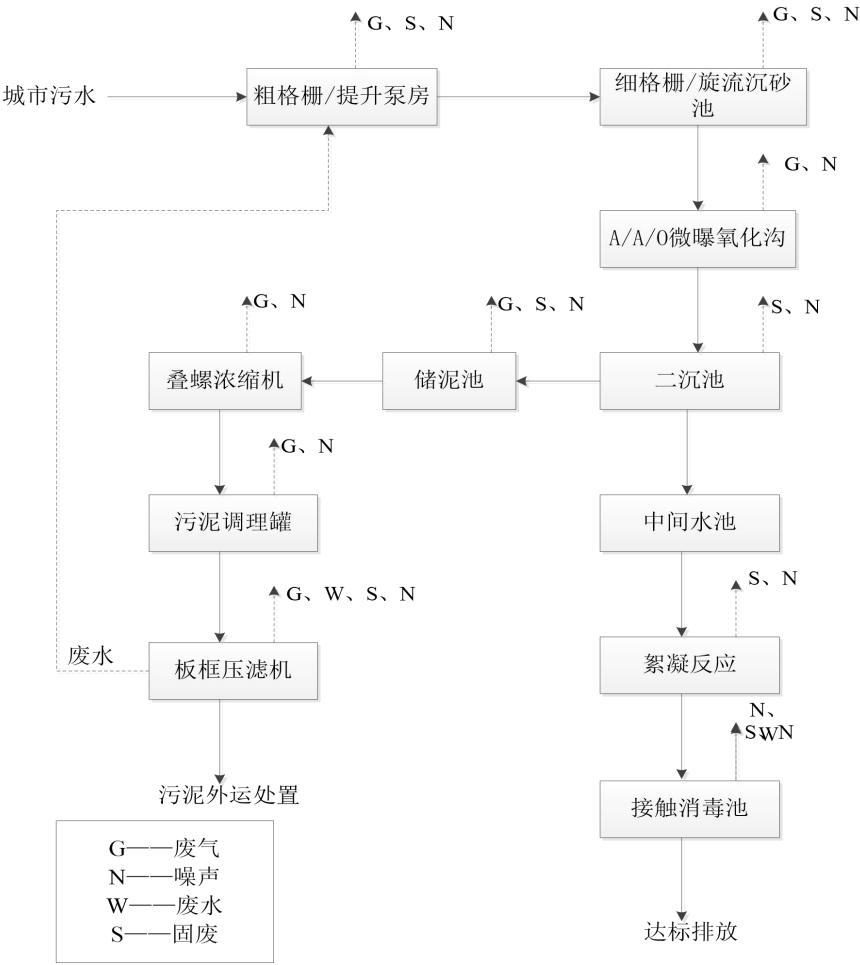 G、S、N
G、S、N
城市污水
粗格栅/提升泵房
细格栅/旋流沉砂
池
G、N
A/A/O微曝氧化沟
G、N
G、S、N
S、N
叠螺浓缩机
储泥池
二沉池
G、N
污泥调理罐
中间水池
G、W、S、N
S、N
废水
板框压滤机
絮凝反应
N、
S、N
W
污泥外运处置
接触消毒池
G——废气
N——噪声
W——废水
S——固废
达标排放